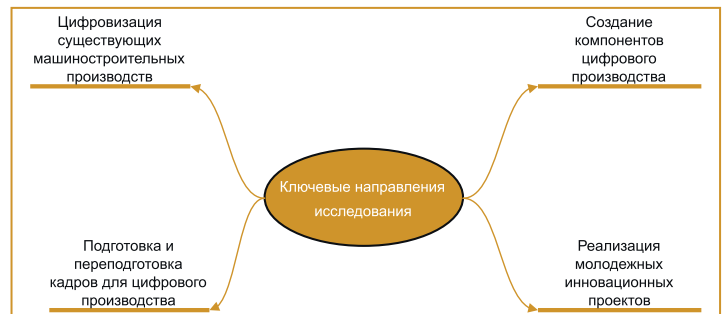 Цифровизация
существующих
машиностроительных
производств
Создание
компонентов
цифрового
производства
Ключевые направления
исследования
Подготовка и
переподготовка
кадров для цифрового
производства
Реализация
молодежных
инновационных
проектов